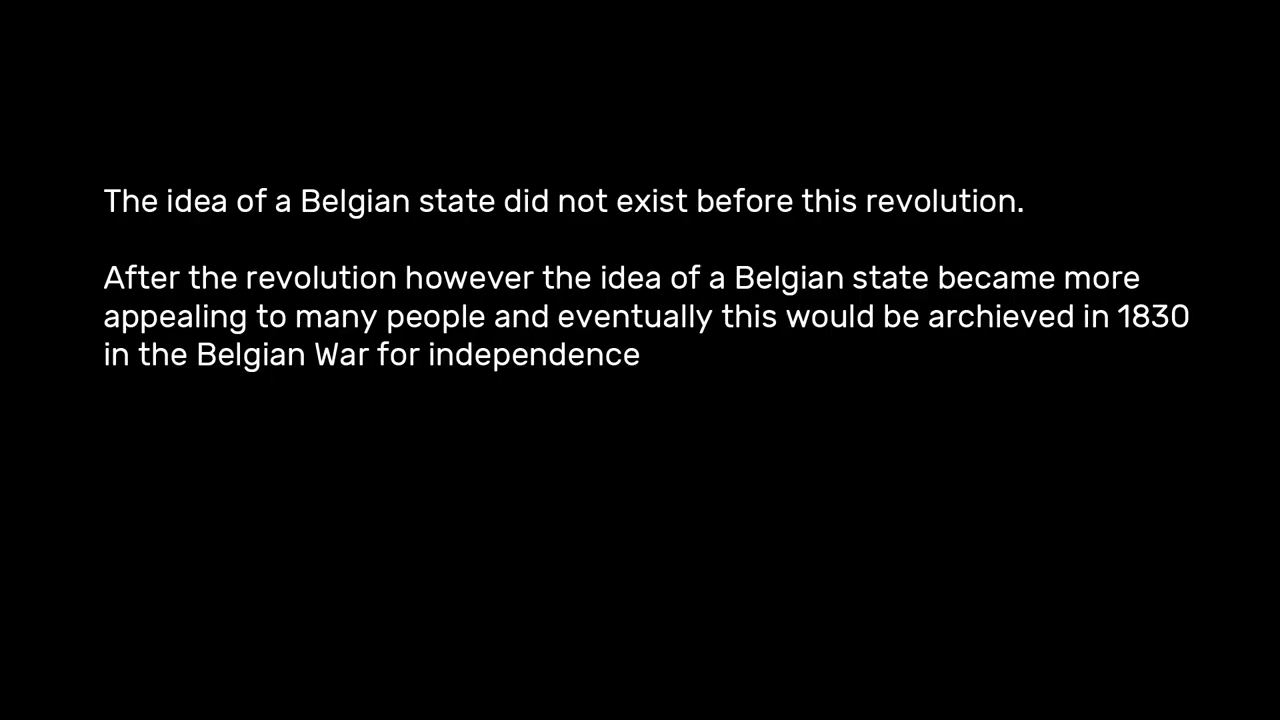 The idea of a Belgian state did not exist before this revolution.
After the revolution however the idea of a Belgian state became more
appealing to many people and eventually this would be archieved in 1830
in the Belgian War for independence